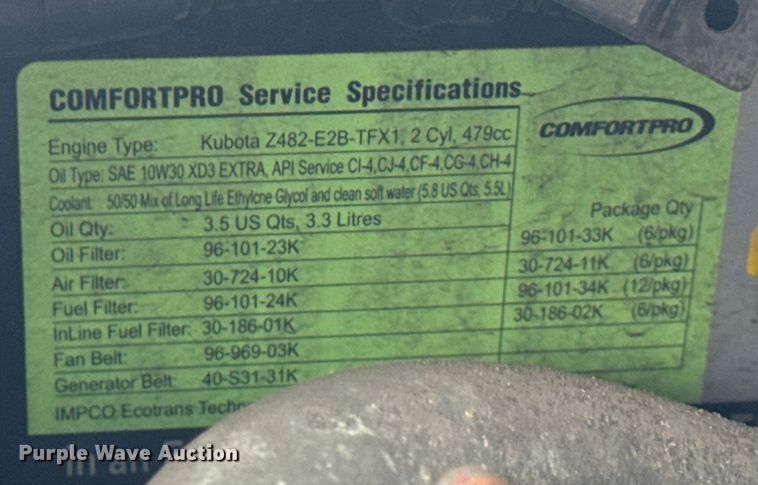 COMFORTPRO Service Specifications
COMFORTPRO
Engine Type: Kubota Z482-E2B-TFX1, 2 Cyl, 479cc
Oil Type: SAE 10W30 XD3 EXTRA, API Service CI-4,CJ-4,CF-4,CG-4,CH-4
Coolant: 50/50 Mix of Long Life Ethylene Glycol and clean soft water (5.8 US Qts, 5.5L)
Oil Qty: 3.5 US Qts, 3.3 Litres
Package Qty
Oil Filter: 96-101-23K 96-101-33K (6/pkg)
Air Filter: 30-724-10K 30-724-11K (6/pkg)
Fuel Filter: 96-101-24K 96-101-34K (12/pkg)
InLine Fuel Filter: 30-186-01K 30-186-02K (6/pkg)
Fan Belt: 96-969-03K
Generator Belt: 40-S31-31K
IMPCO Ecotrans
Purple Wave Auction